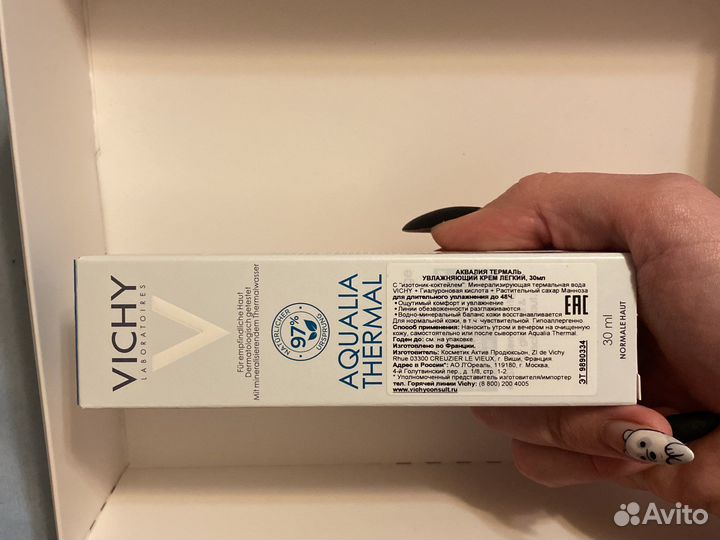 VICHY
LABORATOIRES
Für empfindliche Haut
Dermatologisch getestet
Mit mineralisierendem Thermalwasser
NATÜRLICHER
97%
URSPRUNG
AQUALIA
THERMAL
АКВАЛИЯ ТЕРМАЛЬ
УВЛАЖНЯЮЩИЙ КРЕМ ЛЕГКИЙ, 30мл
С "изотоник-коктейлем": Минерализирующая термальная вода
VICHY + Гиалуроновая кислота + Растительный сахар Манноза
для длительного увлажнения до 48Ч.
• Ощутимый комфорт и увлажнение
• Линии обезвоженности разглаживаются
• Водно-Минеральный баланс кожи восстанавливается
Для нормальной кожи, в т.ч. чувствительной. Гипоаллергенно.
Способ применения: Наносить утром и вечером на очищенную
кожу, самостоятельно или после сыворотки Aqualia Thermal.
Годен до: см. на упаковке.
Изготовлено во Франции.
Изготовитель: Косметик Актив Продюксьон, ZI de Vichy
Rhue 03300 CREUZIER LE VIEUX, г. Виши, Франция
Адрес в России*: АО Л'Ореаль, 119180, г. Москва,
4-й Голутвинский пер., д. 1/8, стр. 1-2.
* Уполномоченный представитель изготовителя/импортер
тел. Горячей линии Vichy: (8 800) 200 4005
www.vichyconsult.ru
EAC
ЭТ 9890334
30 ml
NORMALE HAUT
Avito